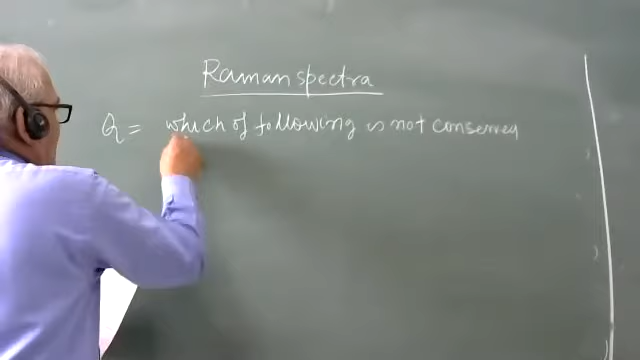 Raman spectra
Q = which of following is not conserved